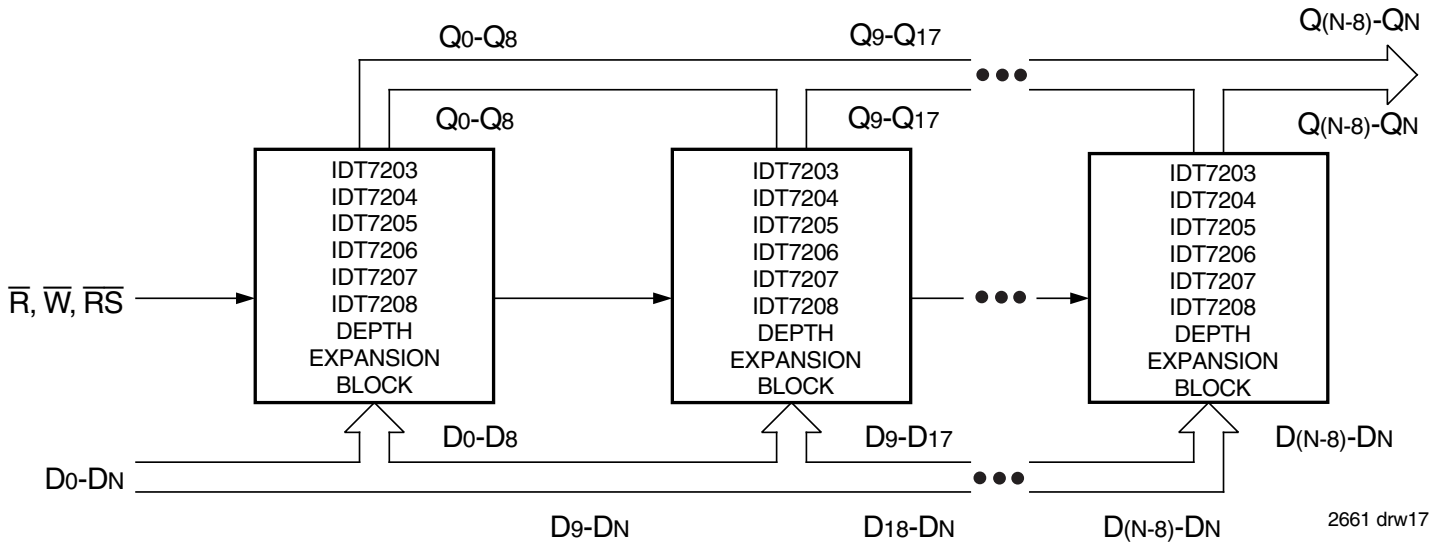 Q0-Q8
Q9-Q17
Q(N-8)-QN
Q0-Q8
Q9-Q17
Q(N-8)-QN
IDT7203
IDT7204
IDT7205
IDT7206
IDT7207
IDT7208
DEPTH
EXPANSION
BLOCK
IDT7203
IDT7204
IDT7205
IDT7206
IDT7207
IDT7208
DEPTH
EXPANSION
BLOCK
IDT7203
IDT7204
IDT7205
IDT7206
IDT7207
IDT7208
DEPTH
EXPANSION
BLOCK
R̅, W̅, R̅S̅
D0-D8
D9-D17
D(N-8)-DN
D0-DN
D9-DN
D18-DN
D(N-8)-DN
2661 drw17